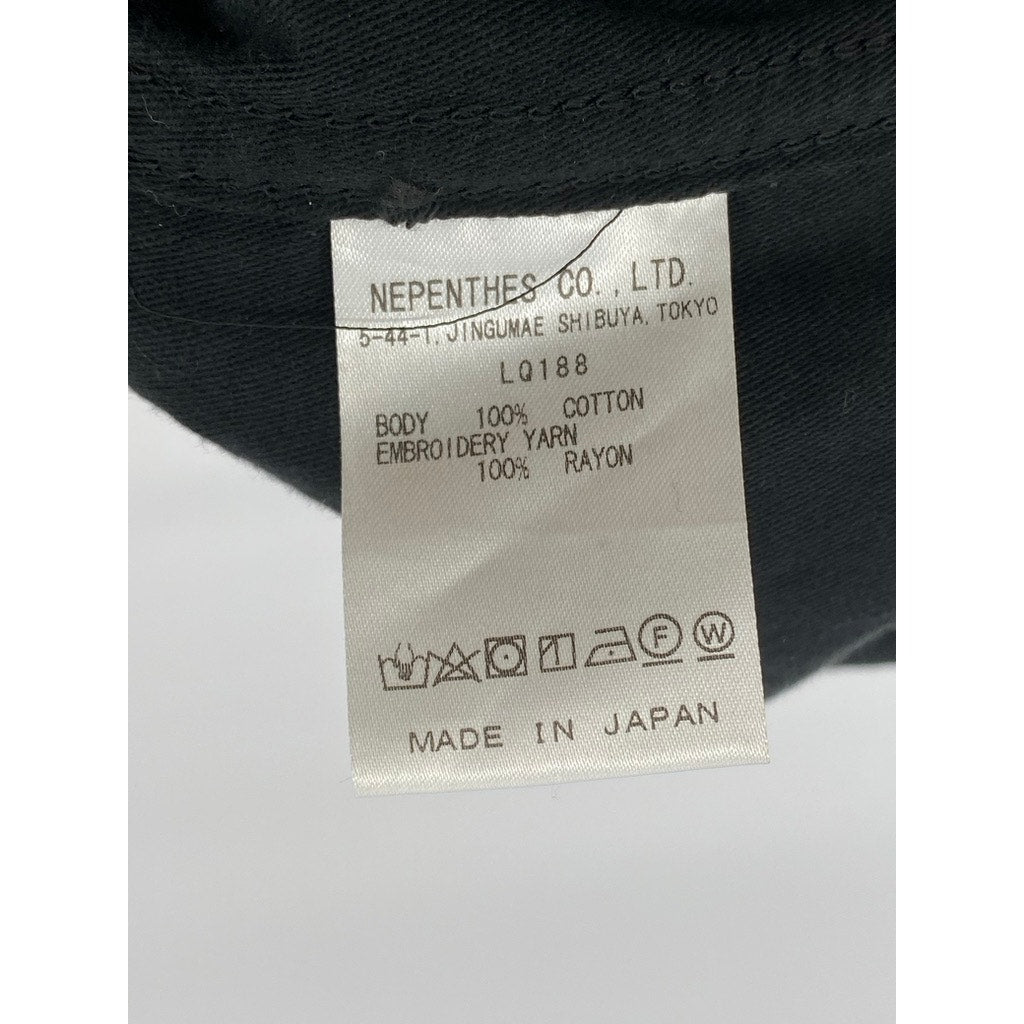 NEPENTHES CO., LTD.
5-44-1, JINGUMAE SHIBUYA, TOKYO
LQ188
BODY 100% COTTON
EMBROIDERY YARN
100% RAYON
F W
MADE IN JAPAN